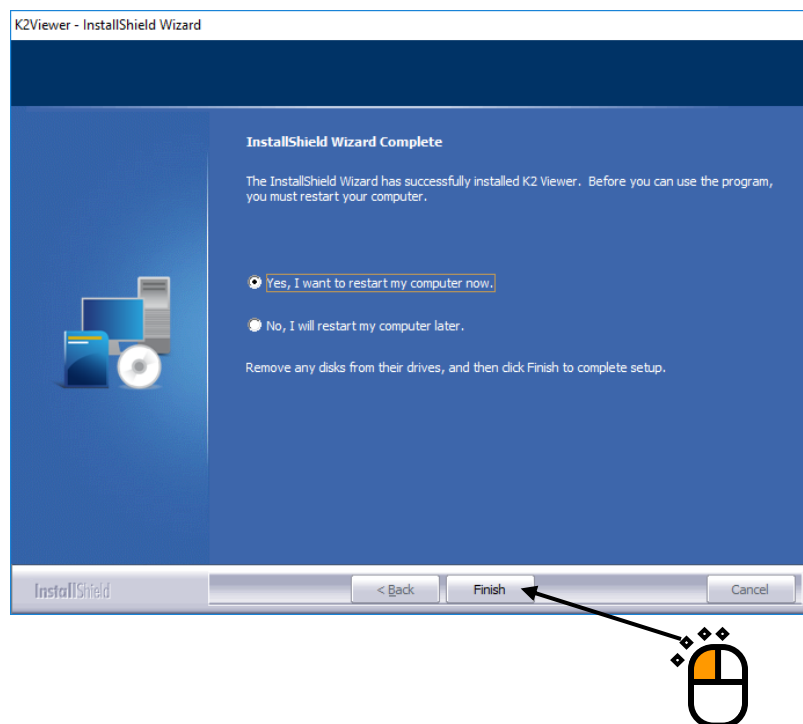 K2Viewer - InstallShield Wizard
InstallShield Wizard Complete
The InstallShield Wizard has successfully installed K2 Viewer. Before you can use the program,
you must restart your computer.
Yes, I want to restart my computer now.
No, I will restart my computer later.
Remove any disks from their drives, and then click Finish to complete setup.
InstallShield
< Back
Finish
Cancel